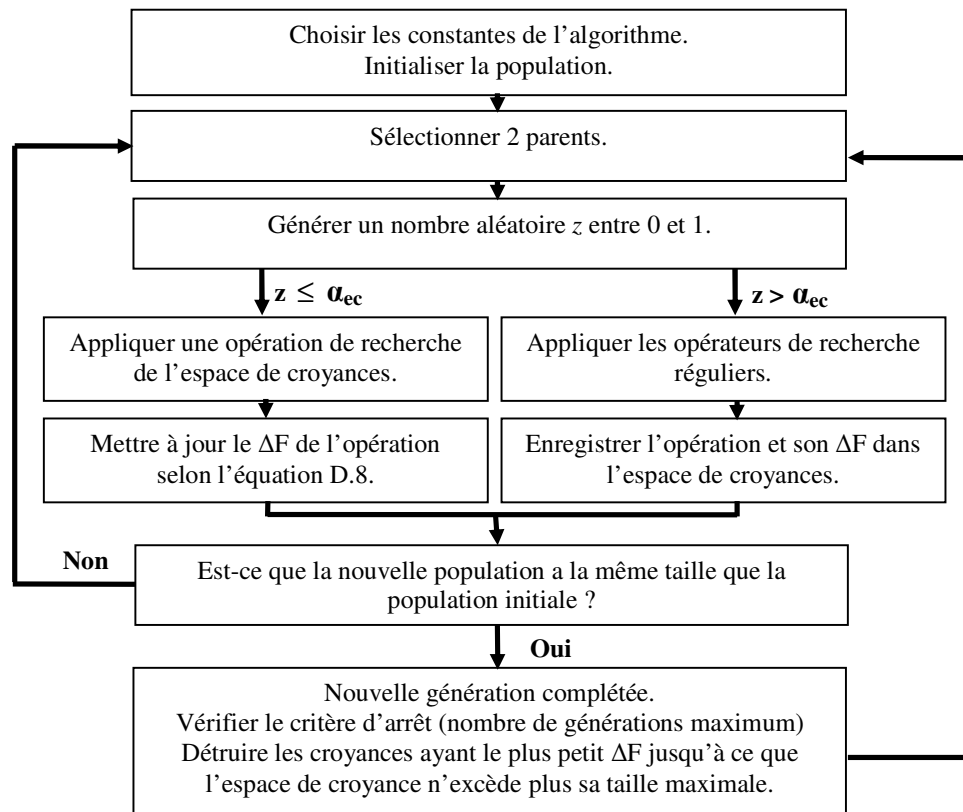 Choisir les constantes de l'algorithme.
Initialiser la population.
Sélectionner 2 parents.
Générer un nombre aléatoire z entre 0 et 1.
z ≤ αec
z > αec
Appliquer une opération de recherche
de l'espace de croyances.
Appliquer les opérateurs de recherche
réguliers.
Mettre à jour le ΔF de l'opération
selon l'équation D.8.
Enregistrer l'opération et son ΔF dans
l'espace de croyances.
Non
Est-ce que la nouvelle population a la même taille que la
population initiale ?
Oui
Nouvelle génération complétée.
Vérifier le critère d'arrêt (nombre de générations maximum)
Détruire les croyances ayant le plus petit ΔF jusqu'à ce que
l'espace de croyance n'excède plus sa taille maximale.